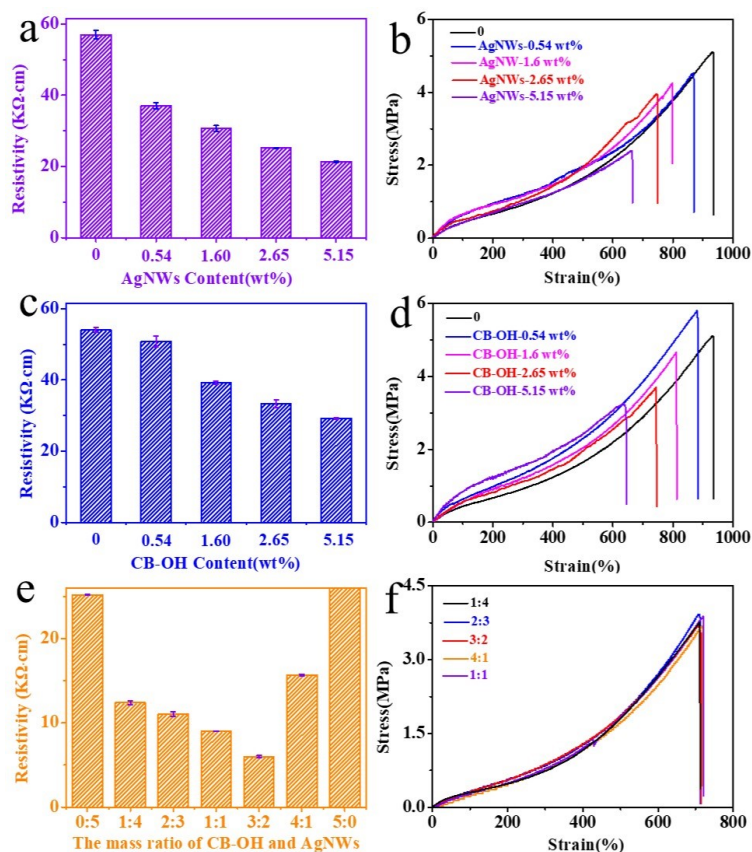 a
60
40
20
0
Resistivity (KΩ·cm)
0 0.54 1.60 2.65 5.15
AgNWs Content(wt%)
b
6
4
2
0
Stress(MPa)
0
AgNWs-0.54 wt%
AgNW-1.6 wt%
AgNWs-2.65 wt%
AgNWs-5.15 wt%
0 200 400 600 800 1000
Strain(%)
c
60
40
20
0
Resistivity (KΩ·cm)
0 0.54 1.60 2.65 5.15
CB-OH Content(wt%)
d
6
4
2
0
Stress(MPa)
0
CB-OH-0.54 wt%
CB-OH-1.6 wt%
CB-OH-2.65 wt%
CB-OH-5.15 wt%
0 200 400 600 800 1000
Strain(%)
e
20
10
0
Resistivity (KΩ·cm)
0:5 1:4 2:3 1:1 3:2 4:1 5:0
The mass ratio of CB-OH and AgNWs
f
4.5
3.0
1.5
0.0
Stress(MPa)
1:4
2:3
3:2
4:1
1:1
0 200 400 600 800
Strain(%)